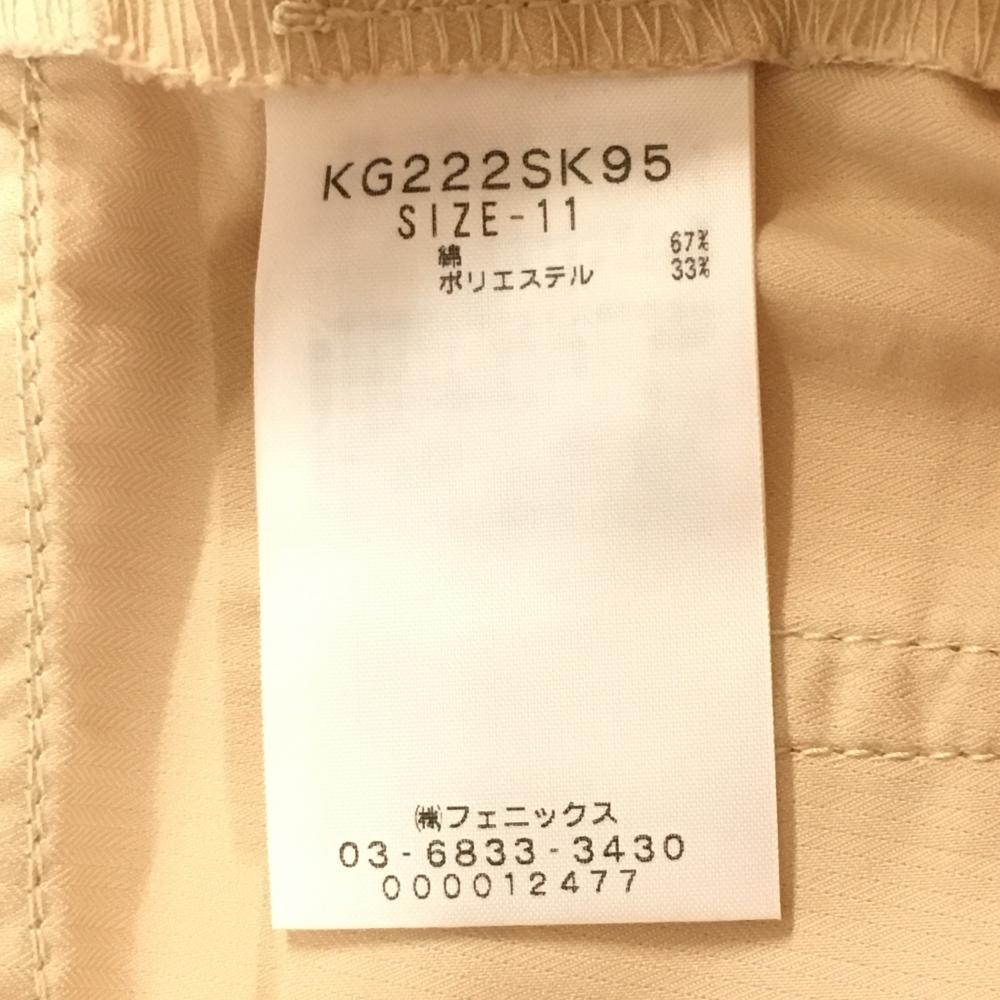 KG222SK95
SIZE-11
綿 67%
ポリエステル 33%
㈱フェニックス
03-6833-3430
000012477